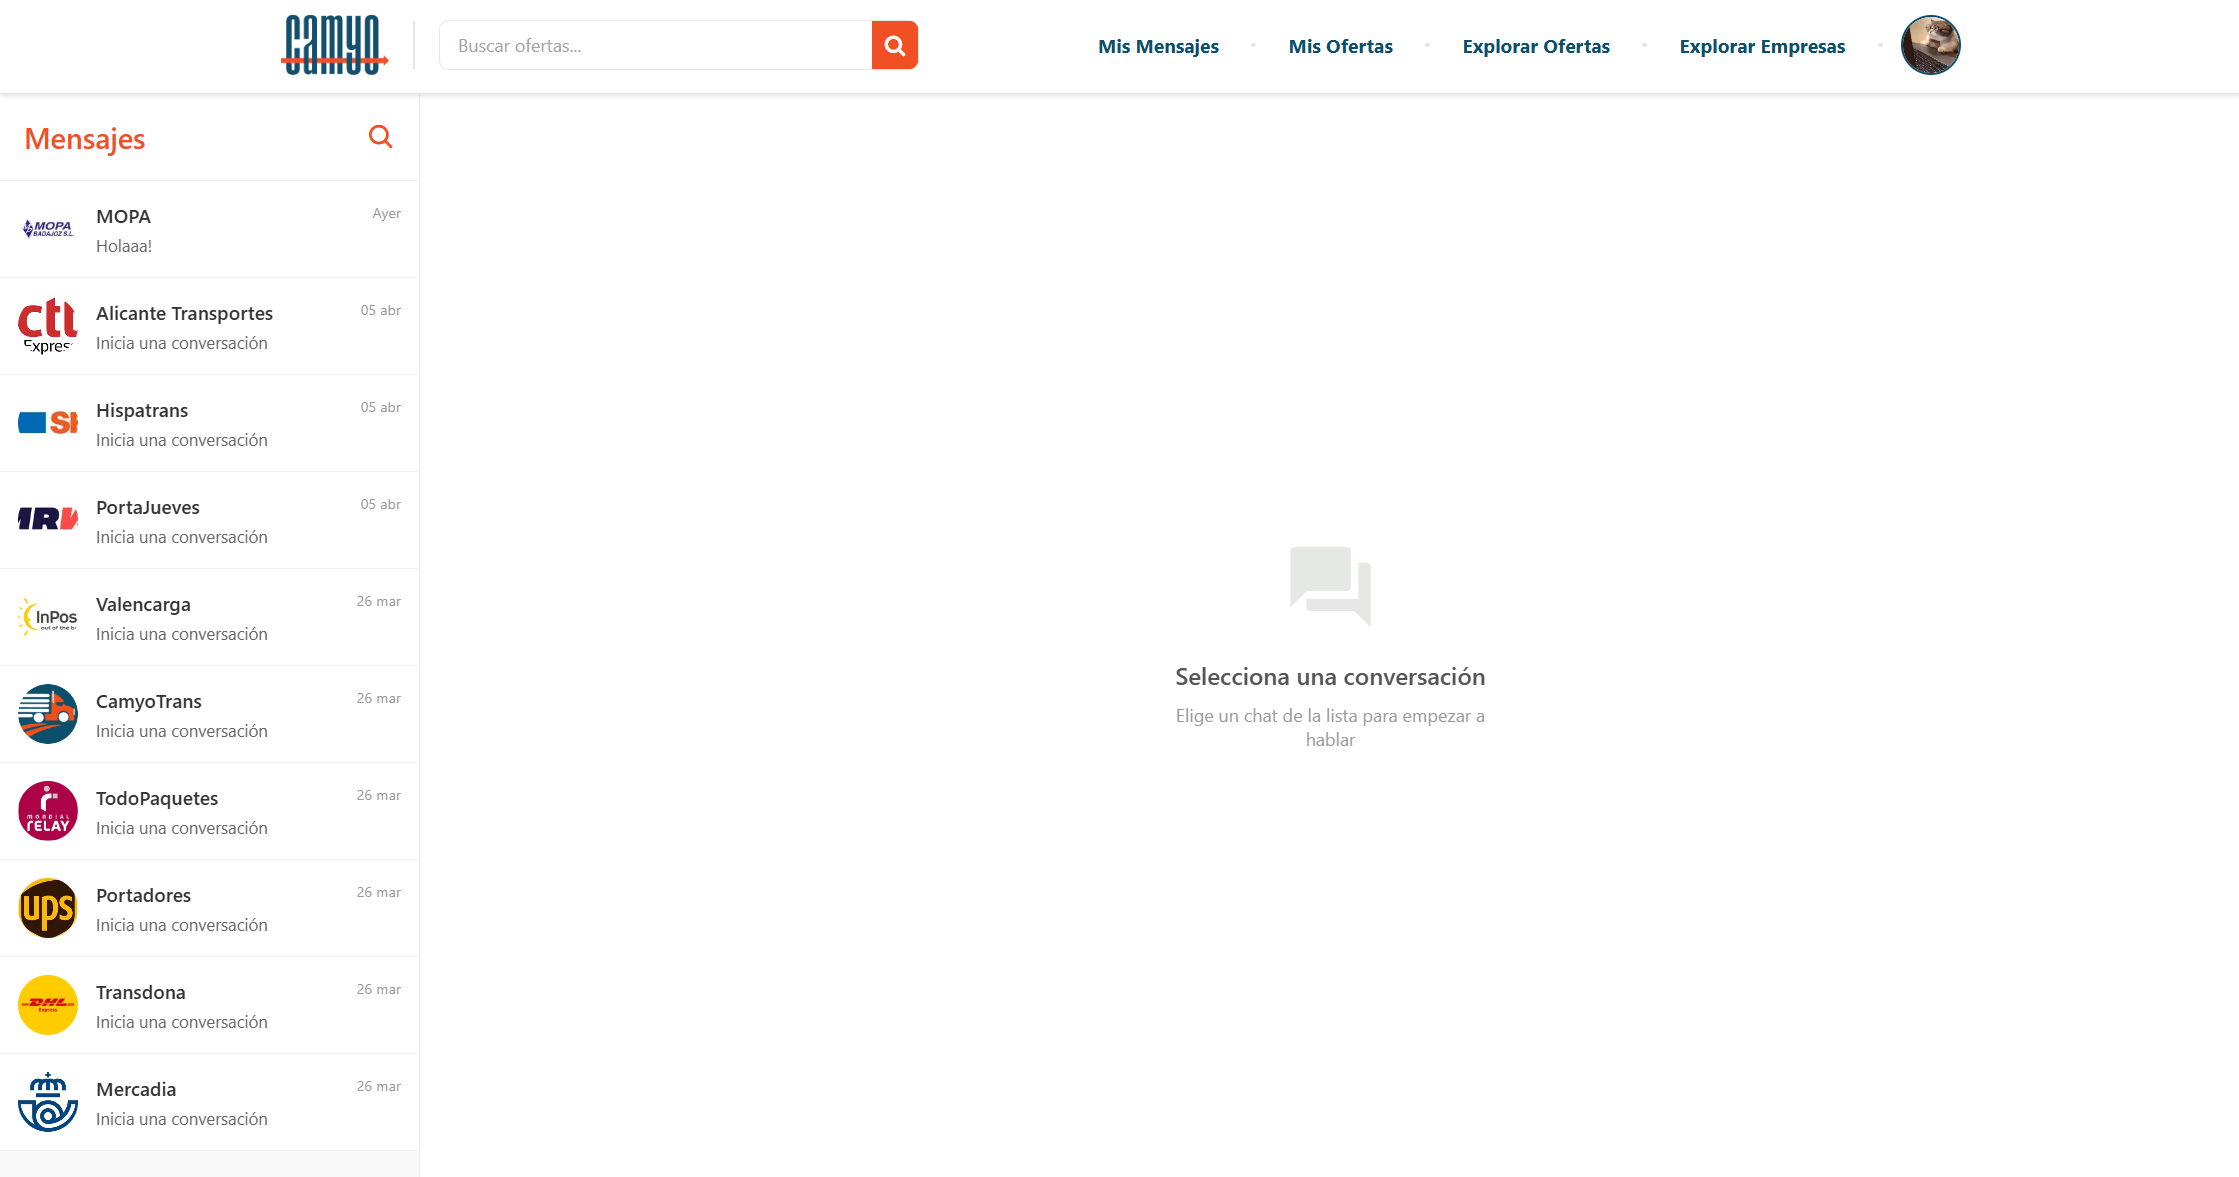 camyo
Buscar ofertas...
Mis Mensajes
Mis Ofertas
Explorar Ofertas
Explorar Empresas
Mensajes
MOPA
BADAJOZ S.L.
MOPA
Ayer
Holaaa!
ctt
Expres
Alicante Transportes
05 abr
Inicia una conversación
Hispatrans
05 abr
Inicia una conversación
PortaJueves
05 abr
Inicia una conversación
InPos
out of the b
Valencarga
26 mar
Inicia una conversación
CamyoTrans
26 mar
Inicia una conversación
MONDIAL
rELAY
TodoPaquetes
26 mar
Inicia una conversación
ups
Portadores
26 mar
Inicia una conversación
DHL
Express
Transdona
26 mar
Inicia una conversación
Mercadia
26 mar
Inicia una conversación
Selecciona una conversación
Elige un chat de la lista para empezar a
hablar